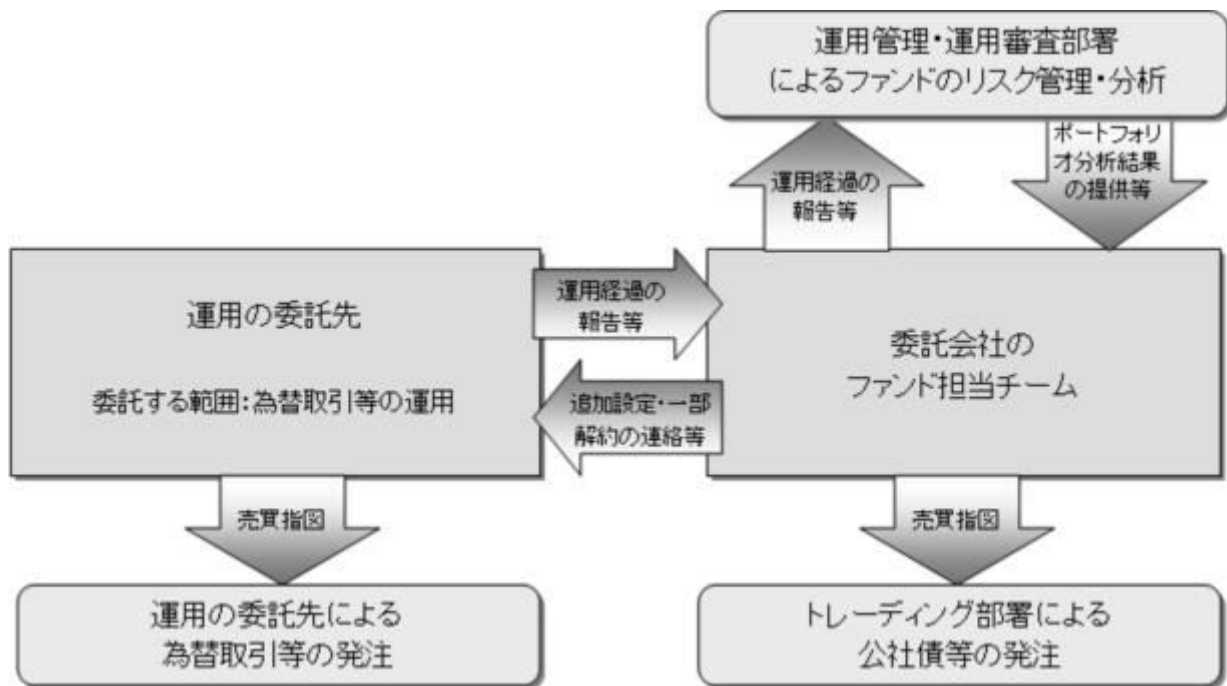 運用管理・運用審査部署
によるファンドのリスク管理・分析
運用経過の
報告等
ポートフォリ
オ分析結果
の提供等
運用の委託先
委託する範囲：為替取引等の運用
運用経過の
報告等
追加設定・一部
解約の連絡等
委託会社の
ファンド担当チーム
売買指図
売買指図
運用の委託先による
為替取引等の発注
トレーディング部署による
公社債等の発注